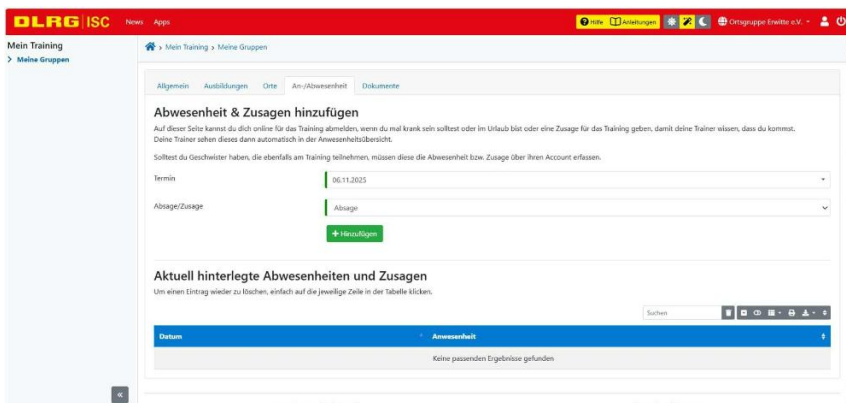 DLRG ISC News Apps Hilfe Anleitungen Ortsgruppe Erwitte e.V.
Mein Training
Meine Gruppen
Mein Training > Meine Gruppen
Allgemein Ausbildungen Orte An-/Abwesenheit Dokumente
Abwesenheit & Zusagen hinzufügen
Auf dieser Seite kannst du dich online für das Training abmelden, wenn du mal krank sein solltest oder im Urlaub bist oder eine Zusage für das Training geben, damit deine Trainer wissen, dass du kommst.
Deine Trainer sehen dieses dann automatisch in der Anwesenheitsübersicht.
Solltest du Geschwister haben, die ebenfalls am Training teilnehmen, müssen diese die Abwesenheit bzw. Zusage über ihren Account erfassen.
Termin 06.11.2025
Absage/Zusage Absage
+ Hinzufügen
Aktuell hinterlegte Abwesenheiten und Zusagen
Um einen Eintrag wieder zu löschen, einfach auf die jeweilige Zeile in der Tabelle klicken.
Suchen
Datum Anwesenheit
Keine passenden Ergebnisse gefunden